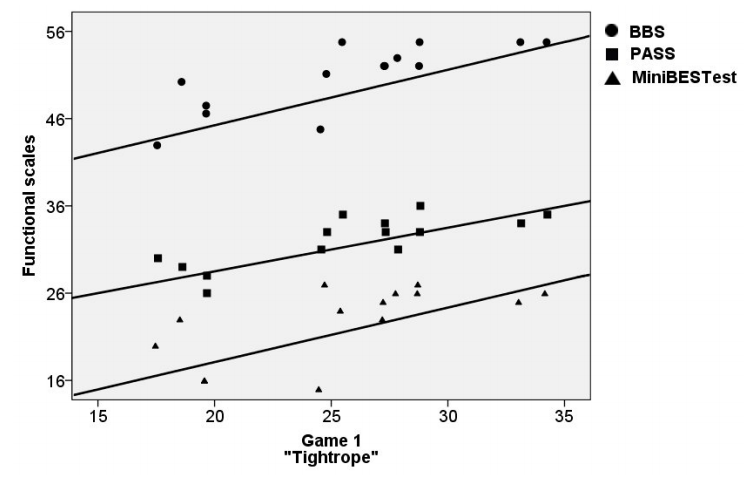 56
46
36
26
16
Functional scales
15 20 25 30 35
Game 1
"Tightrope"
BBS
PASS
MiniBESTest